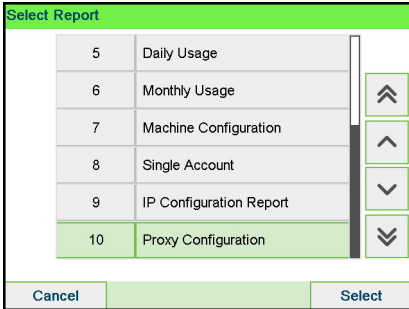 Select Report
5 Daily Usage
6 Monthly Usage
7 Machine Configuration
8 Single Account
9 IP Configuration Report
10 Proxy Configuration
Cancel Select